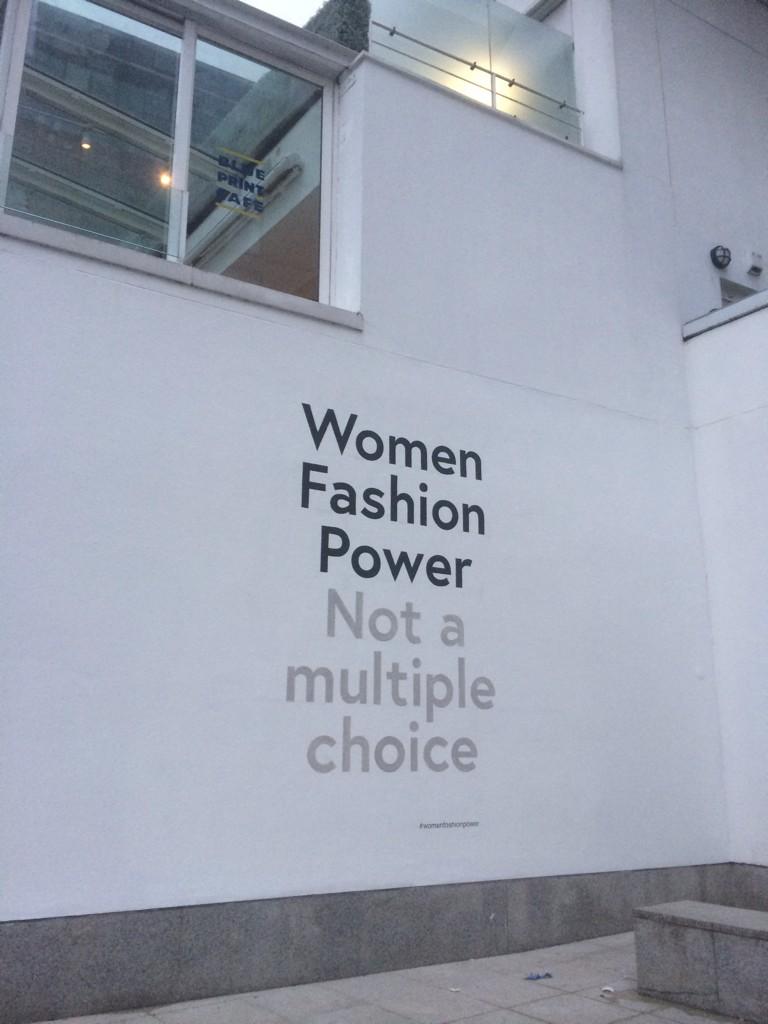 BLUE
PRINT
CAFE
Women
Fashion
Power
Not a
multiple
choice
#womenfashionpower